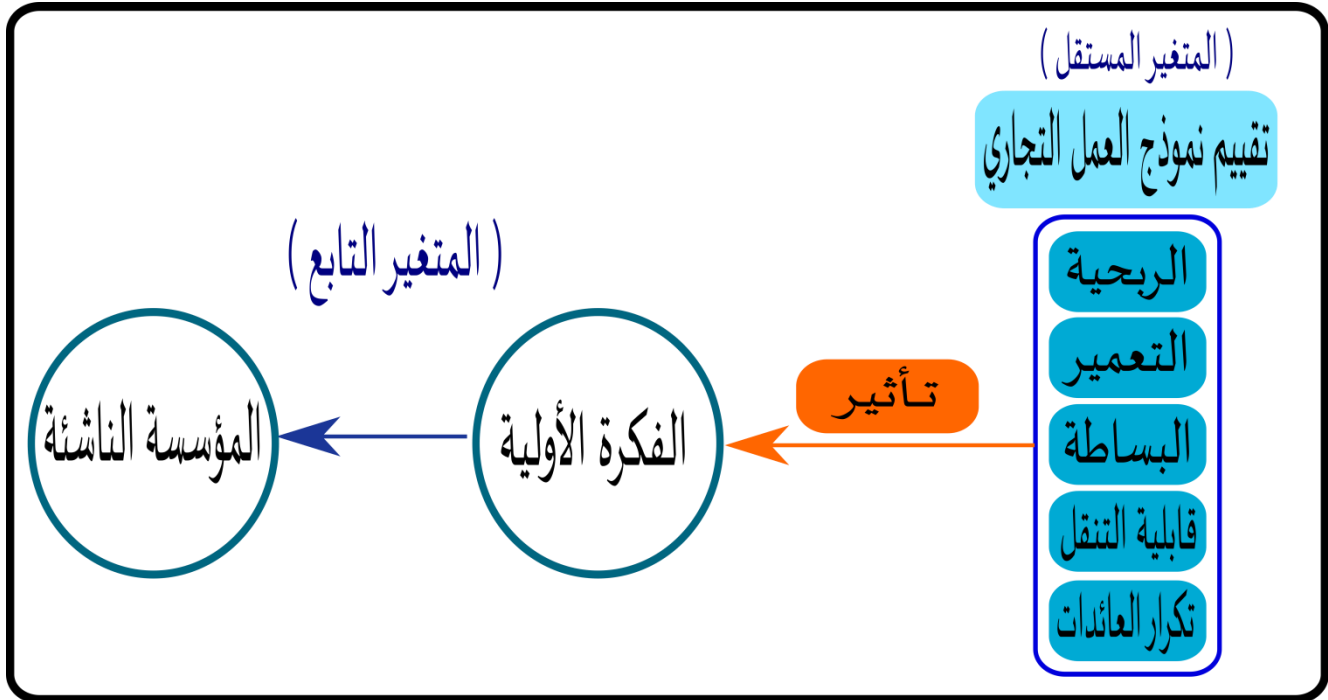 ( المتغير المستقل )
تقييم نموذج العمل التجاري
الربحية
التعمير
البساطة
قابلية التنقل
تكرار العائدات
تأثير
( المتغير التابع )
الفكرة الأولية
المؤسسة الناشئة